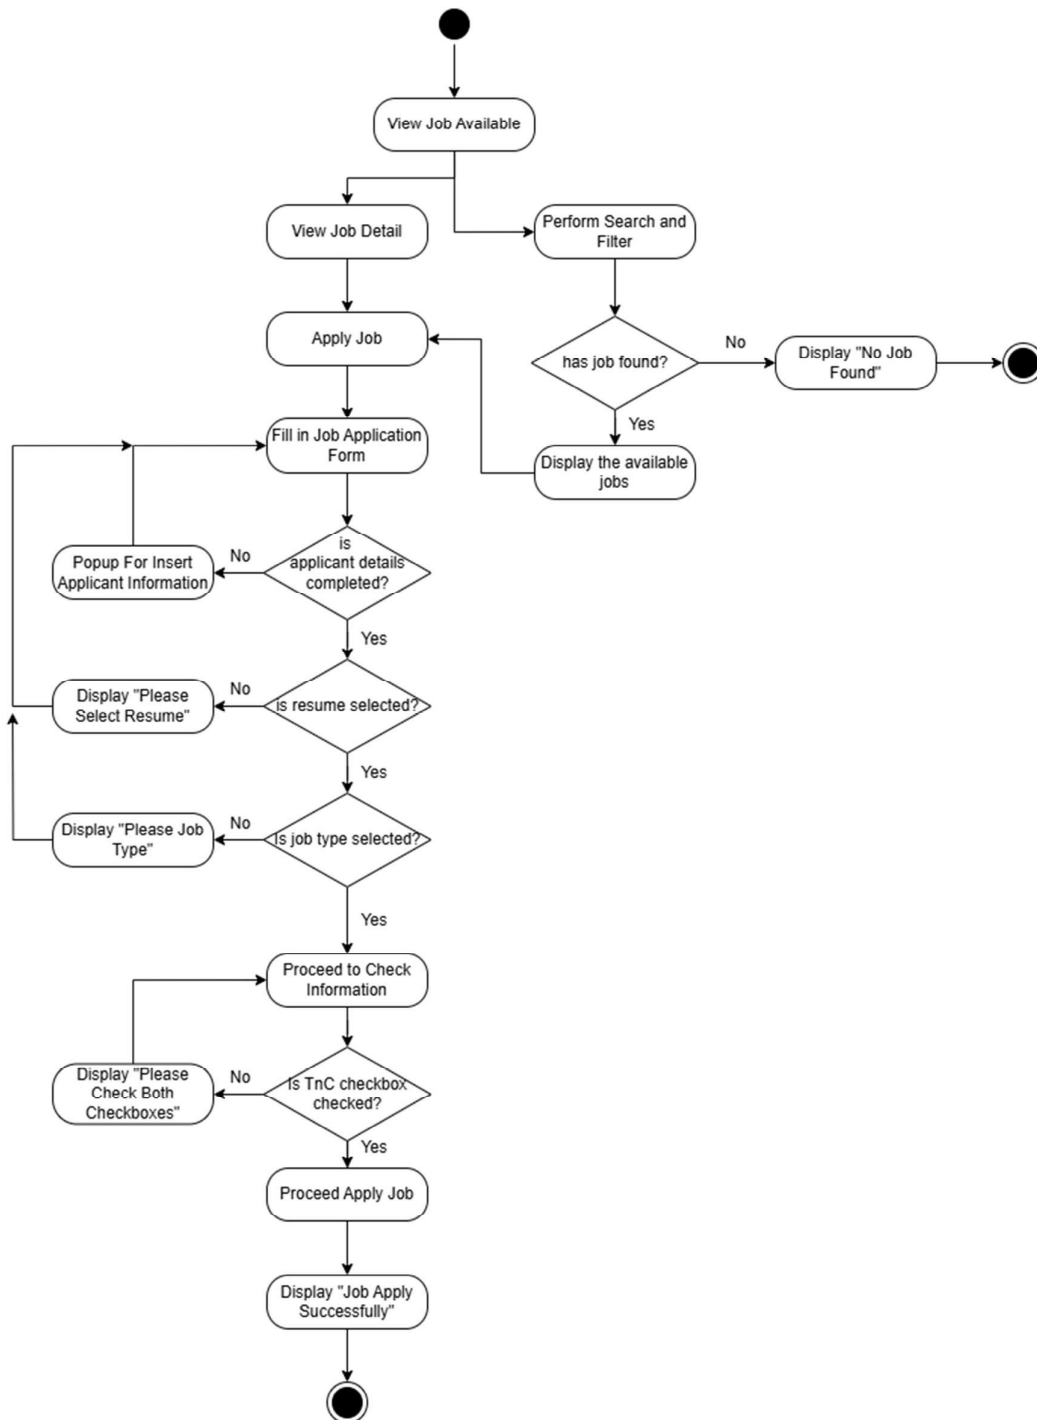 View Job Available
View Job Detail
Perform Search and
Filter
Apply Job
has job found?
No
Display "No Job
Found"
Yes
Fill in Job Application
Form
Display the available
jobs
is
applicant details
completed?
No
Popup For Insert
Applicant Information
Yes
is resume selected?
No
Display "Please
Select Resume"
Yes
Is job type selected?
No
Display "Please Job
Type"
Yes
Proceed to Check
Information
Is TnC checkbox
checked?
No
Display "Please
Check Both
Checkboxes"
Yes
Proceed Apply Job
Display "Job Apply
Successfully"